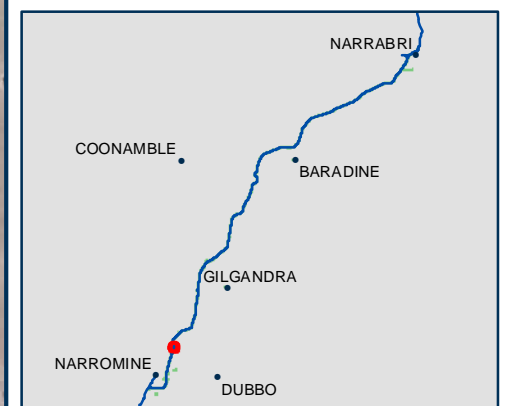 NARRABRI
COONAMBLE
BARADINE
GILGANDRA
NARROMINE
DUBBO